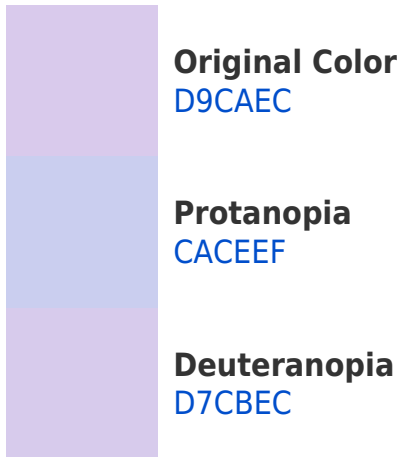 Original Color
D9CAEC
Protanopia
CACEEF
Deuteranopia
D7CBEC